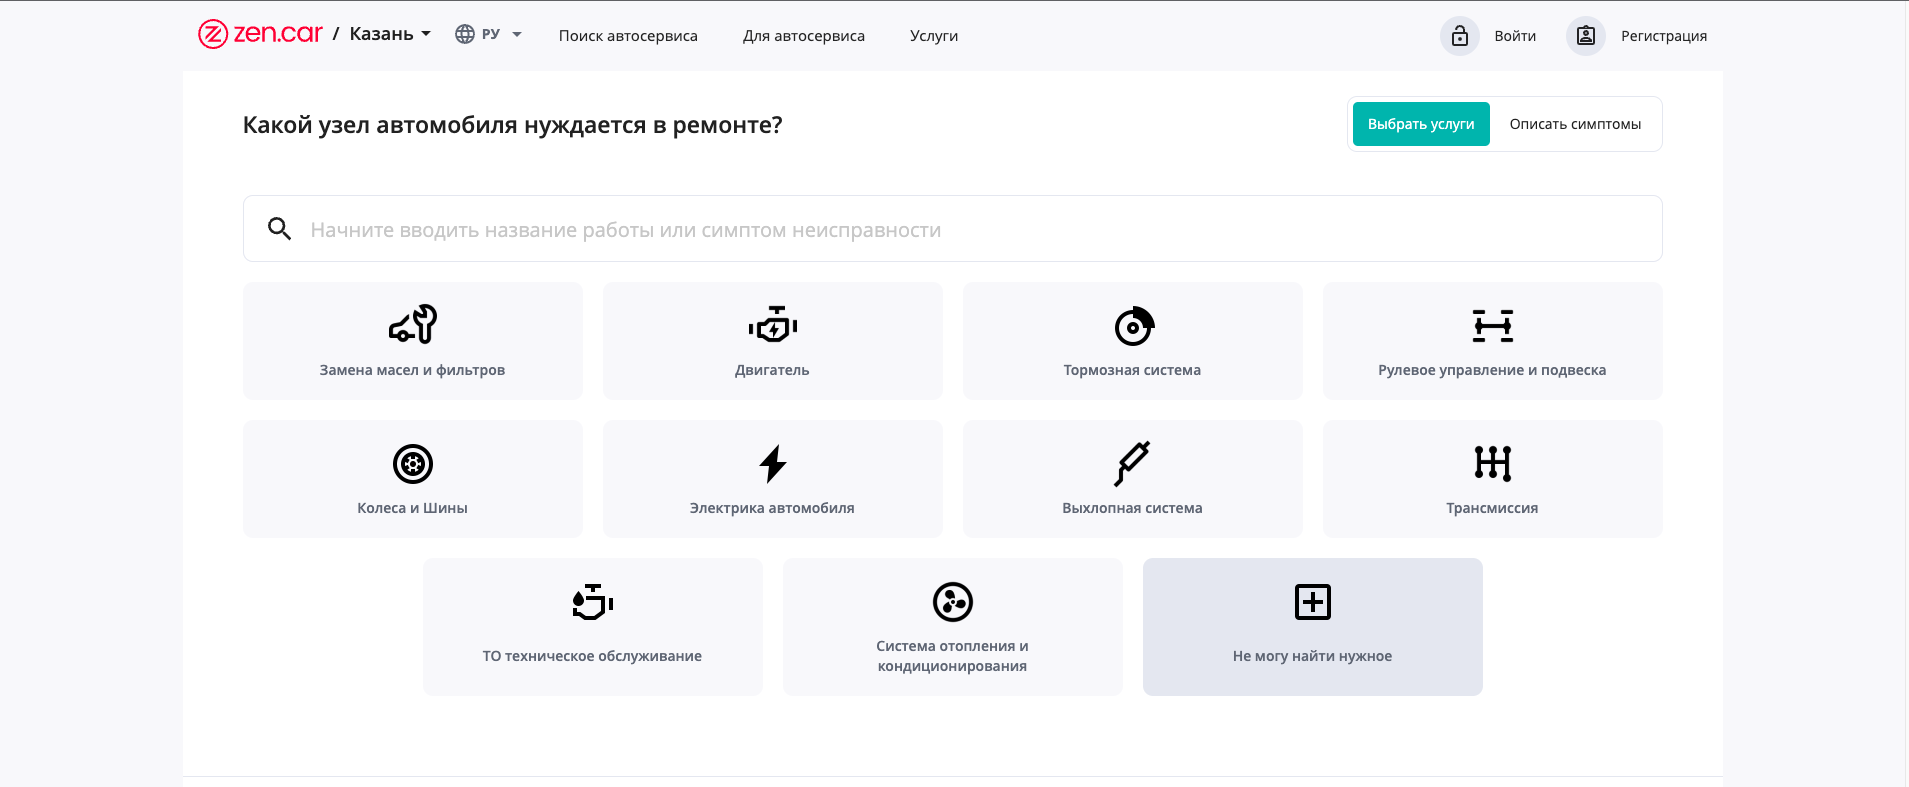 zen.car / Казань РУ Поиск автосервиса Для автосервиса Услуги Войти Регистрация
Какой узел автомобиля нуждается в ремонте? Выбрать услуги Описать симптомы
Начните вводить название работы или симптом неисправности
Замена масел и фильтров Двигатель Тормозная система Рулевое управление и подвеска
Колеса и Шины Электрика автомобиля Выхлопная система Трансмиссия
ТО техническое обслуживание
Система отопления и
кондиционирования
Не могу найти нужное